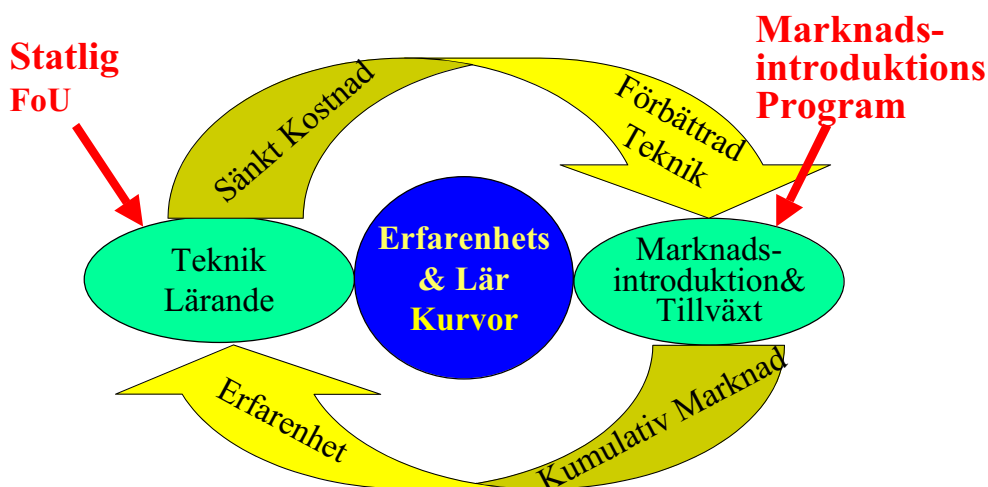 Statlig
FoU
Marknads-
introduktions
Program
Sänkt Kostnad
Förbättrad
Teknik
Teknik
Lärande
Erfarenhets
& Lär
Kurvor
Marknads-
introduktion&
Tillväxt
Erfarenhet
Kumulativ Marknad